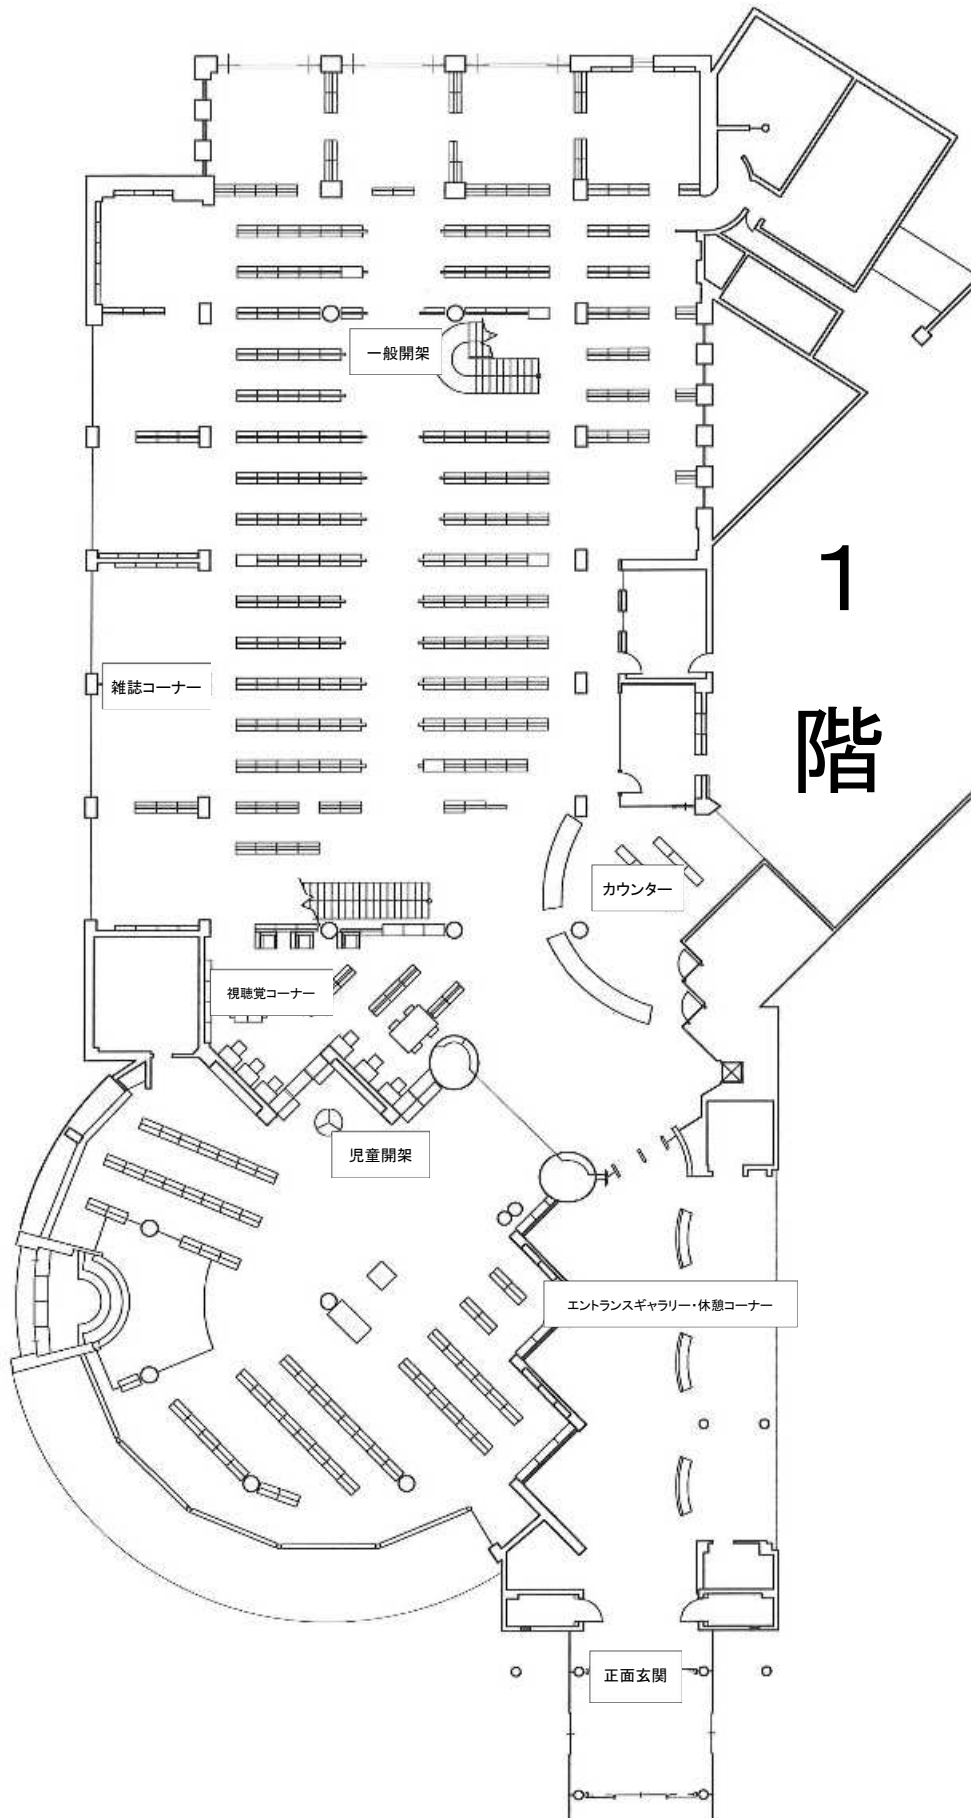 一般開架
1
階
雑誌コーナー
カウンター
視聴覚コーナー
児童開架
エントランスギャラリー・休憩コーナー
正面玄関